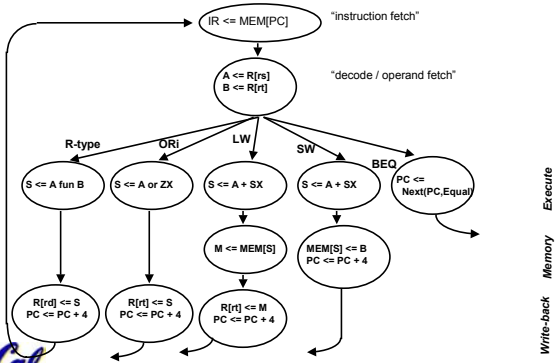 IR <= MEM[PC]
“instruction fetch”
A <= R[rs]
B <= R[rt]
“decode / operand fetch”
R-type
ORi
LW
SW
BEQ
S <= A fun B
S <= A or ZX
S <= A + SX
S <= A + SX
PC <=
Next(PC,Equal)
Execute
M <= MEM[S]
MEM[S] <= B
PC <= PC + 4
Memory
R[rd] <= S
PC <= PC + 4
R[rt] <= S
PC <= PC + 4
R[rt] <= M
PC <= PC + 4
Write-back
Cal